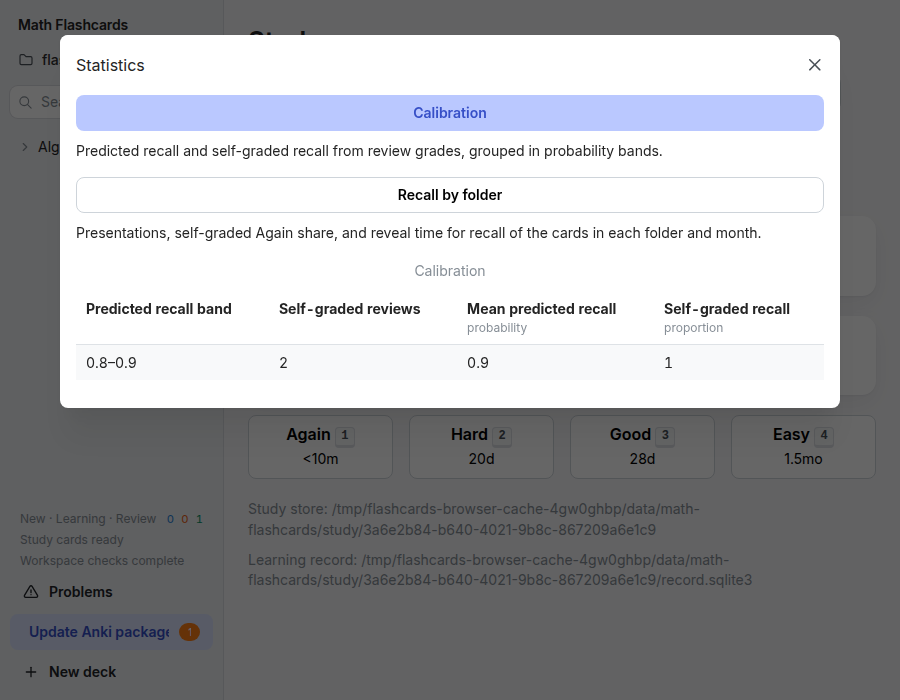 Math Flashcards
Statistics
Calibration
Predicted recall and self-graded recall from review grades, grouped in probability bands.
Recall by folder
Presentations, self-graded Again share, and reveal time for recall of the cards in each folder and month.
Calibration
Predicted recall band Self-graded reviews Mean predicted recall Self-graded recall
probability proportion
0.8–0.9 2 0.9 1
Again 1 Hard 2 Good 3 Easy 4
<10m 20d 28d 1.5mo
Study store: /tmp/flashcards-browser-cache-4gw0ghbp/data/math-
flashcards/study/3a6e2b84-b640-4021-9b8c-867209a6e1c9
Learning record: /tmp/flashcards-browser-cache-4gw0ghbp/data/math-
flashcards/study/3a6e2b84-b640-4021-9b8c-867209a6e1c9/record.sqlite3
New · Learning · Review 0 0 1
Study cards ready
Workspace checks complete
Problems
Update Anki package 1
New deck